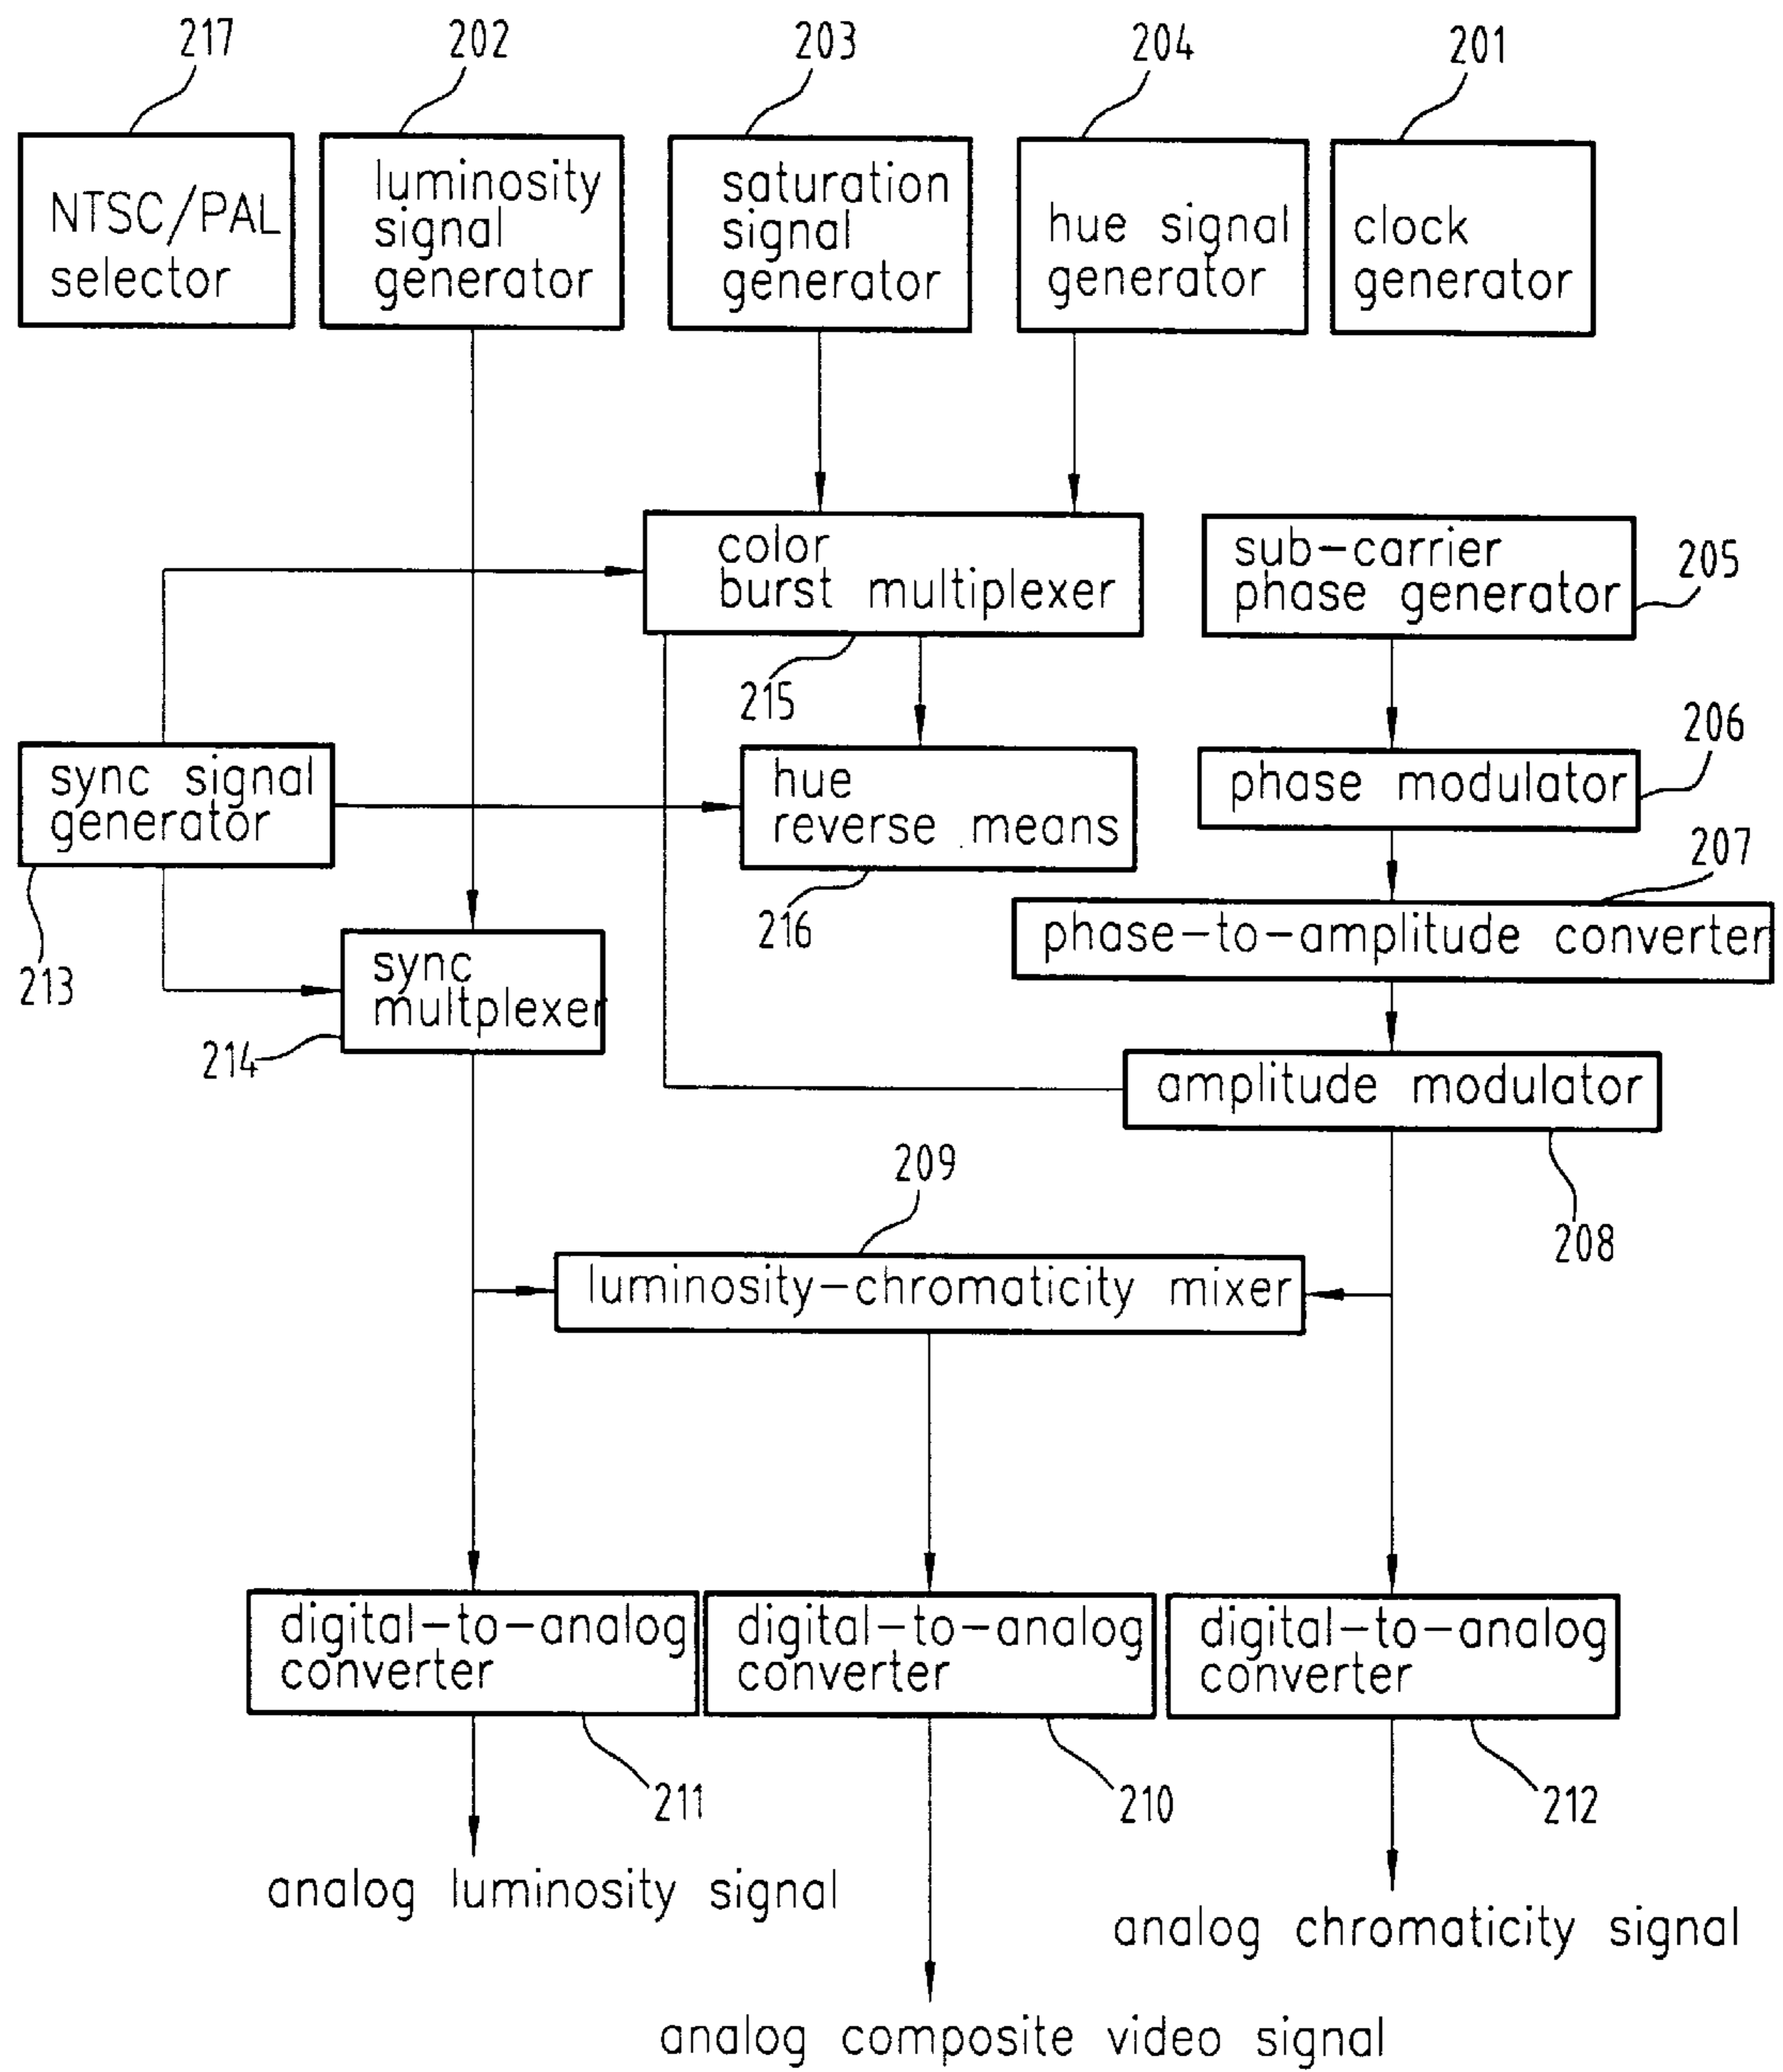 217
202
203
204
201
NTSC/PAL
selector
luminosity
signal
generator
saturation
signal
generator
hue signal
generator
clock
generator
color
burst multiplexer
215
sub-carrier
phase generator
205
sync signal
generator
213
hue
reverse means
216
phase modulator
206
207
phase-to-amplitude converter
sync
multplexer
214
amplitude modulator
208
209
luminosity-chromaticity mixer
digital-to-analog
converter
211
digital-to-analog
converter
210
digital-to-analog
converter
212
analog luminosity signal
analog chromaticity signal
analog composite video signal